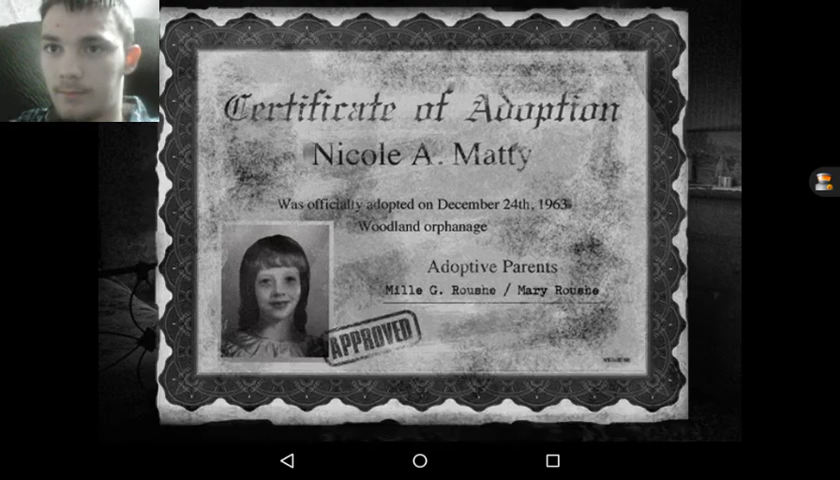 Certificate of Adoption
Nicole A. Matty
Was officially adopted on December 24th, 1963
Woodland orphanage
Adoptive Parents
Mille G. Roushe / Mary Roushe
APPROVED